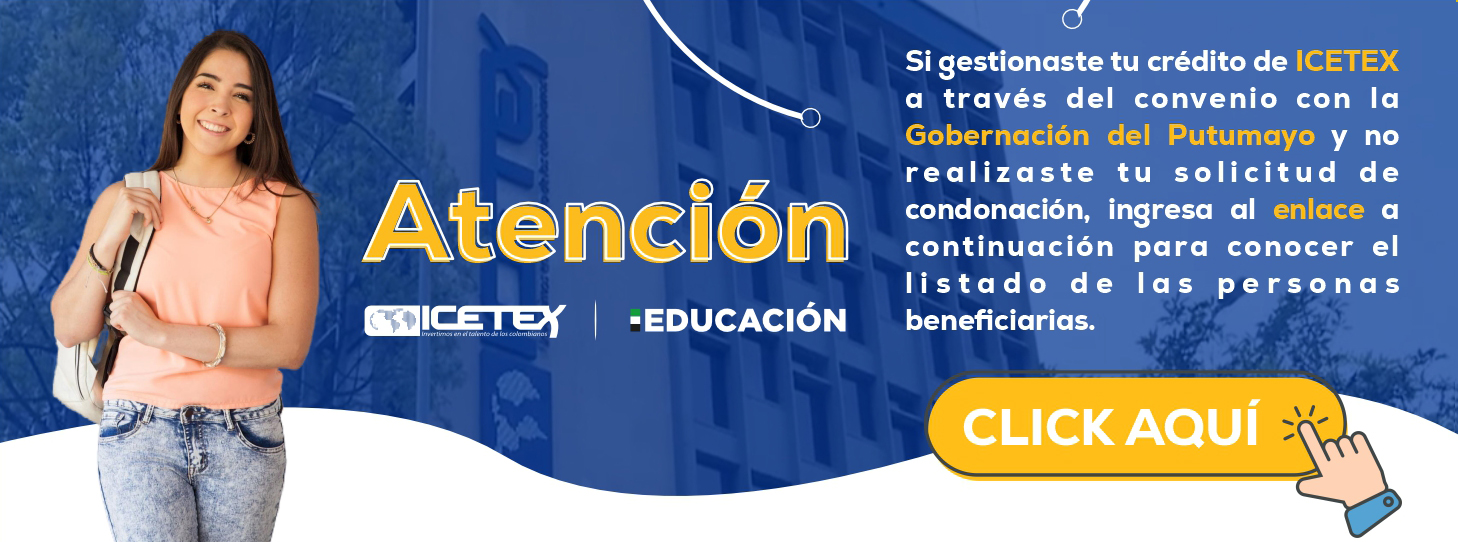 Atención
ICETEX
Invertimos en el talento de los colombianos
EDUCACIÓN
Si gestionaste tu crédito de ICETEX
a través del convenio con la
Gobernación del Putumayo y no
realizaste tu solicitud de
condonación, ingresa al enlace a
continuación para conocer el
listado de las personas
beneficiarias.
CLICK AQUÍ